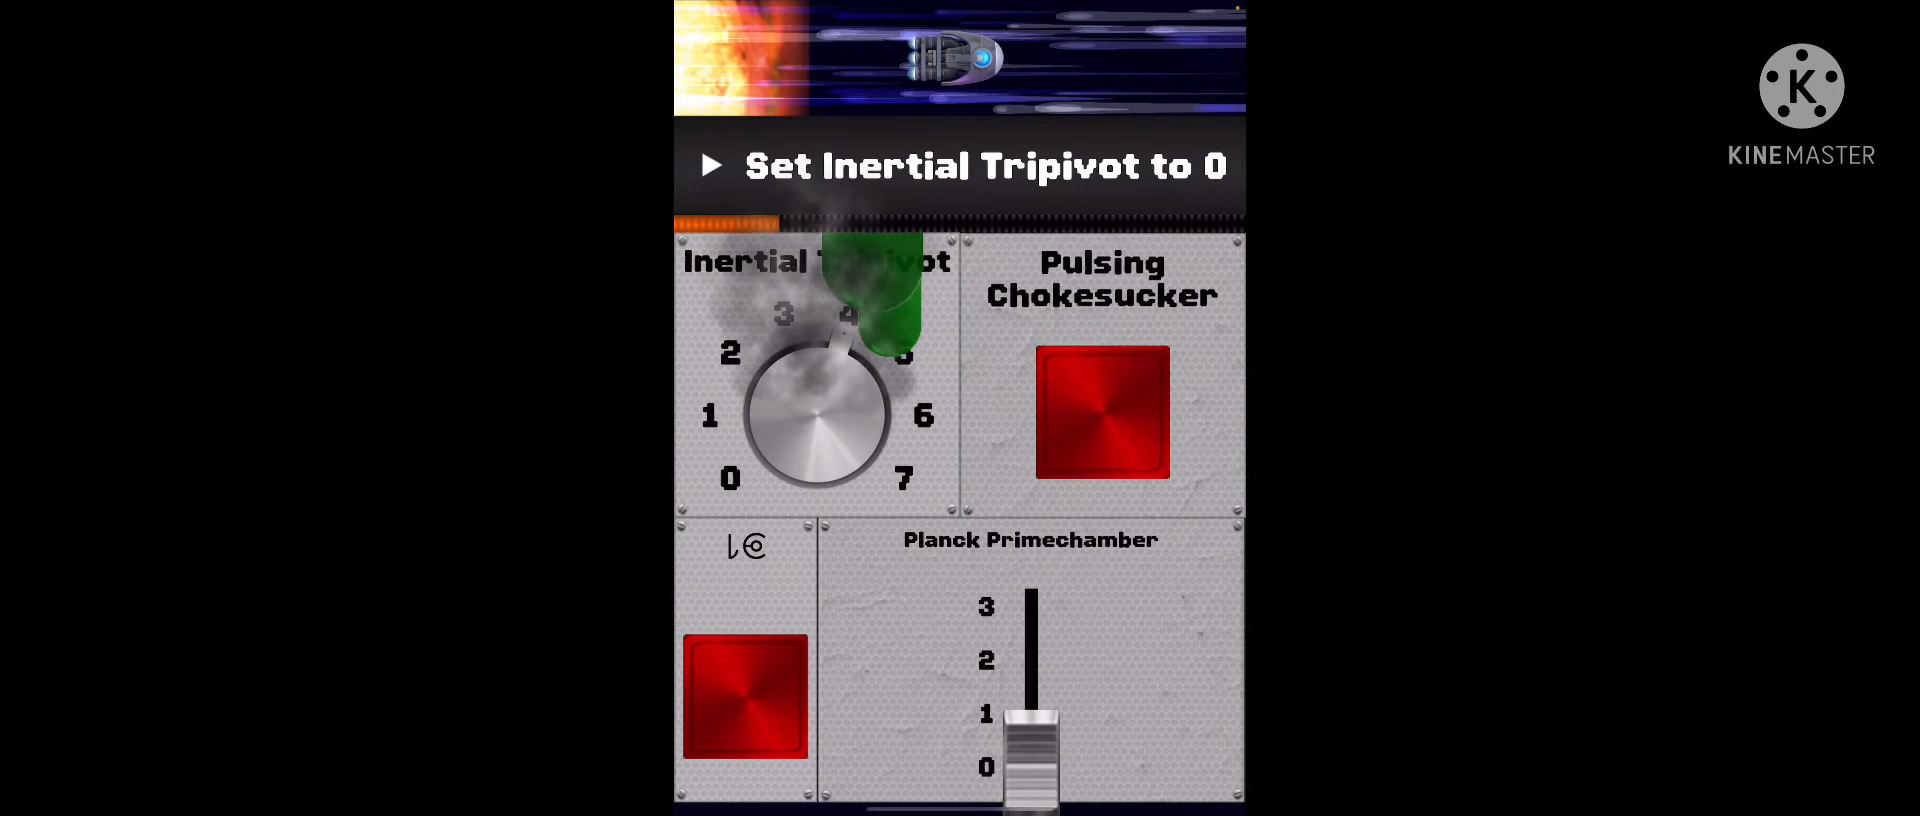 K
KINEMASTER
Set Inertial Tripivot to 0
Inertial
Pulsing
Chokesucker
3
4
2
1
6
0
7
Planck Primechamber
3
2
1
0